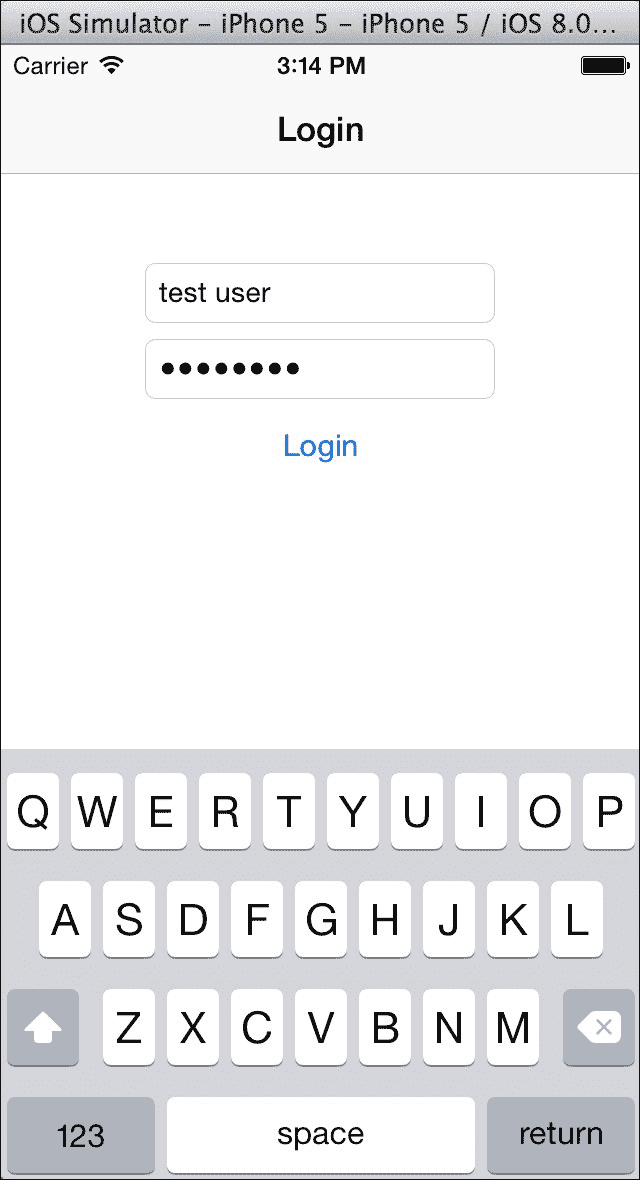 iOS Simulator – iPhone 5 – iPhone 5 / iOS 8.0...
Carrier 3:14 PM
Login
test user
●●●●●●●●
Login
Q W E R T Y U I O P
A S D F G H J K L
Z X C V B N M
123 space return